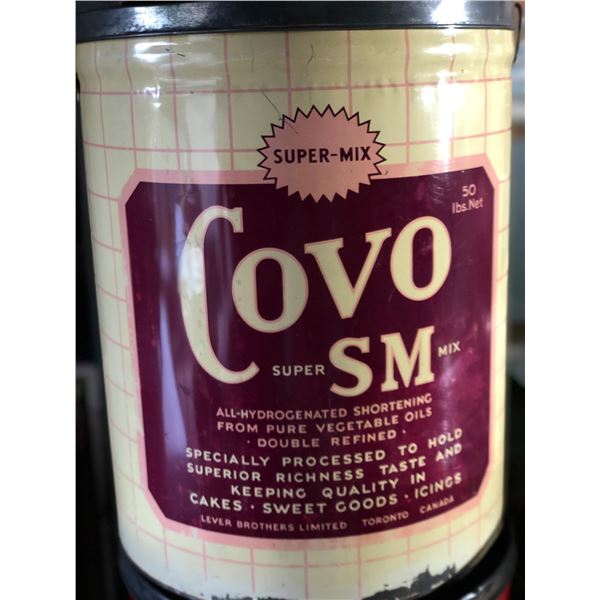 SUPER-MIX
50
lbs. Net
COVO
SUPER SM MIX
ALL-HYDROGENATED SHORTENING
FROM PURE VEGETABLE OILS
· DOUBLE REFINED ·
SPECIALLY PROCESSED TO HOLD
SUPERIOR RICHNESS TASTE AND
KEEPING QUALITY IN
CAKES · SWEET GOODS · ICINGS
LEVER BROTHERS LIMITED TORONTO CANADA